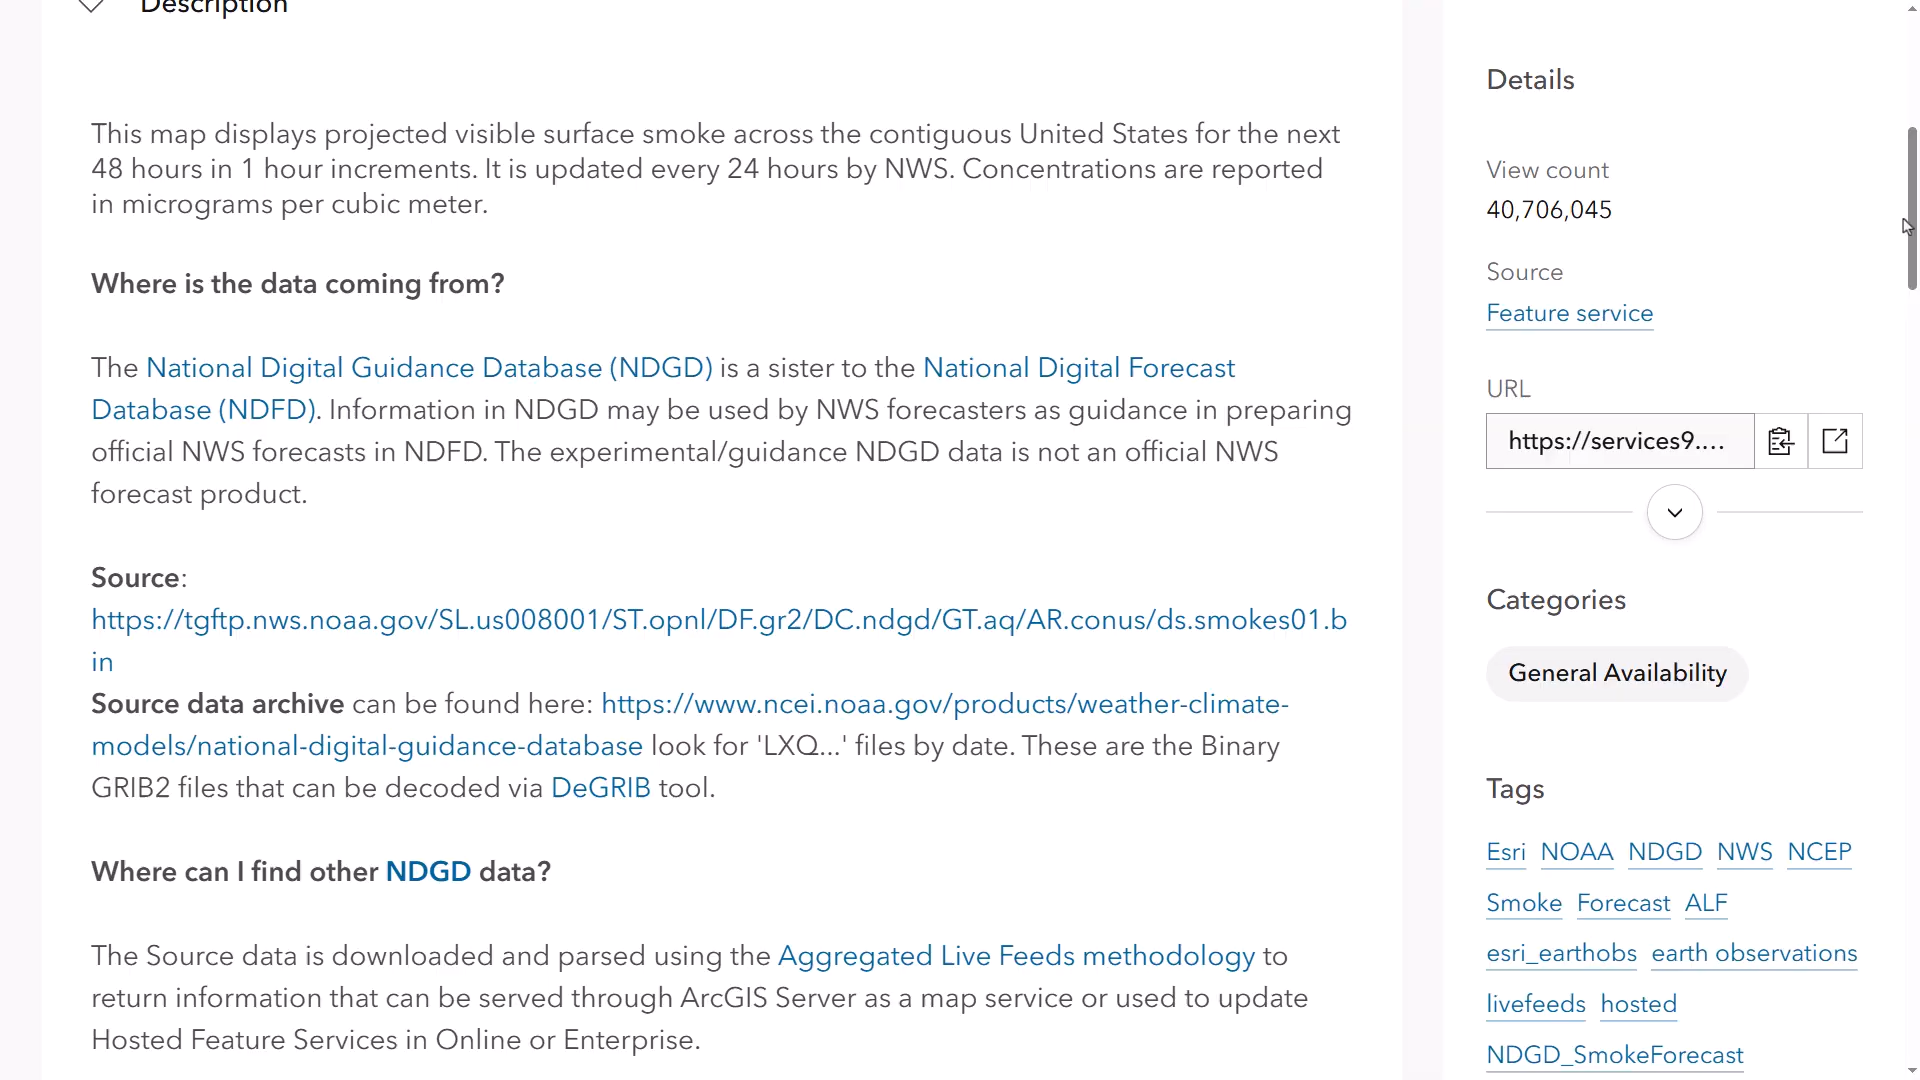 Description
This map displays projected visible surface smoke across the contiguous United States for the next
48 hours in 1 hour increments. It is updated every 24 hours by NWS. Concentrations are reported
in micrograms per cubic meter.
Where is the data coming from?
The National Digital Guidance Database (NDGD) is a sister to the National Digital Forecast
Database (NDFD). Information in NDGD may be used by NWS forecasters as guidance in preparing
official NWS forecasts in NDFD. The experimental/guidance NDGD data is not an official NWS
forecast product.
Source:
https://tgftp.nws.noaa.gov/SL.us008001/ST.opnl/DF.gr2/DC.ndgd/GT.aq/AR.conus/ds.smokes01.b
in
Source data archive can be found here: https://www.ncei.noaa.gov/products/weather-climate-
models/national-digital-guidance-database look for 'LXQ...' files by date. These are the Binary
GRIB2 files that can be decoded via DeGRIB tool.
Where can I find other NDGD data?
The Source data is downloaded and parsed using the Aggregated Live Feeds methodology to
return information that can be served through ArcGIS Server as a map service or used to update
Hosted Feature Services in Online or Enterprise.
Details
View count
40,706,045
Source
Feature service
URL
https://services9....
Categories
General Availability
Tags
Esri NOAA NDGD NWS NCEP
Smoke Forecast ALF
esri_earthobs earth observations
livefeeds hosted
NDGD_SmokeForecast